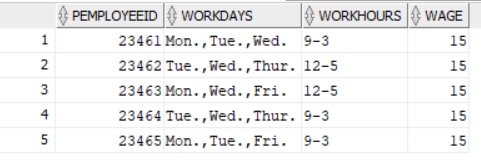 PEMPLOYEEID WORKDAYS WORKHOURS WAGE
1 23461 Mon.,Tue.,Wed. 9-3 15
2 23462 Tue.,Wed.,Thur. 12-5 15
3 23463 Mon.,Wed.,Fri. 12-5 15
4 23464 Tue.,Wed.,Thur. 9-3 15
5 23465 Mon.,Tue.,Fri. 9-3 15